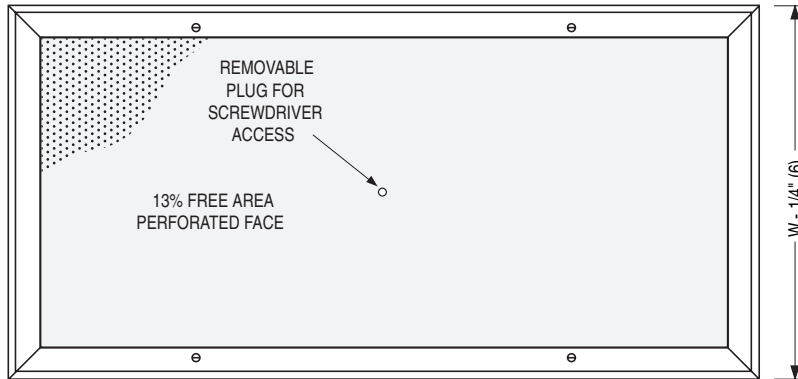 REMOVABLE
PLUG FOR
SCREWDRIVER
ACCESS
13% FREE AREA
PERFORATED FACE
W - 1/4" (6)